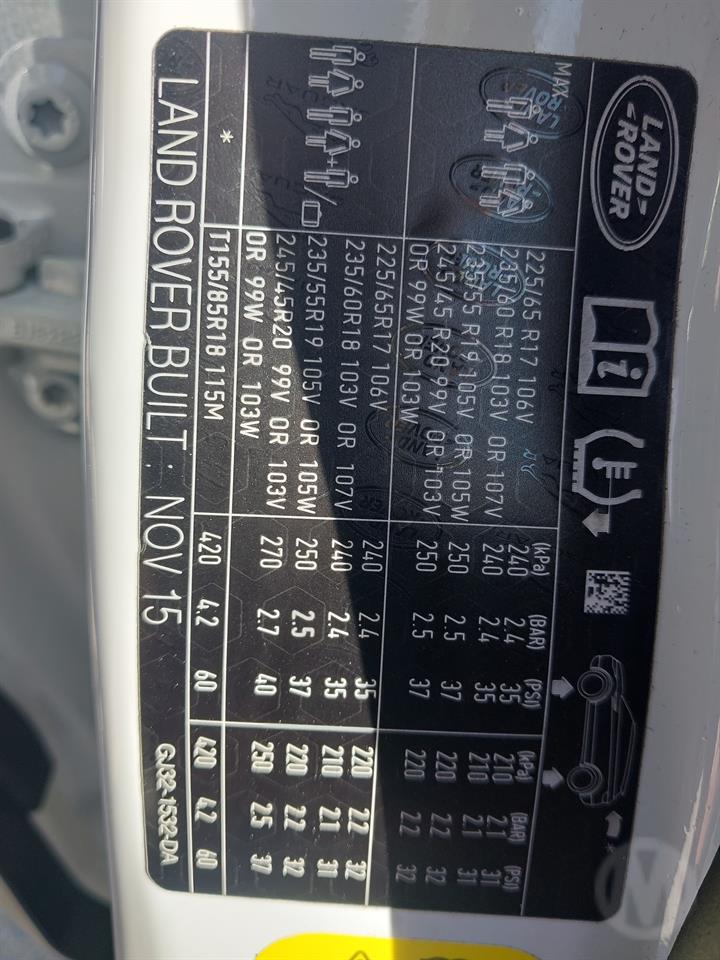 LAND
ROVER
MAX (kPa) (BAR) (PSI) (kPa) (BAR) (PSI)
225/65 R17 106V 240 2.4 35 210 2.1 31
235/60 R18 103V OR 107V 240 2.4 35 210 2.1 31
235/55 R19 105V OR 105W 250 2.5 37 220 2.2 32
245/45 R20 99V OR 103V 250 2.5 37 220 2.2 32
OR 99W OR 103W
225/65R17 106V 240 2.4 35 220 2.2 32
235/60R18 103V OR 107V 240 2.4 35 210 2.1 31
235/55R19 105V OR 105W 250 2.5 37 220 2.2 32
245/45R20 99V OR 103V 270 2.7 40 250 2.5 37
OR 99W OR 103W
* T155/85R18 115M 420 4.2 60 420 4.2 60
LAND ROVER BUILT : NOV 15 GJ32-1532-DA